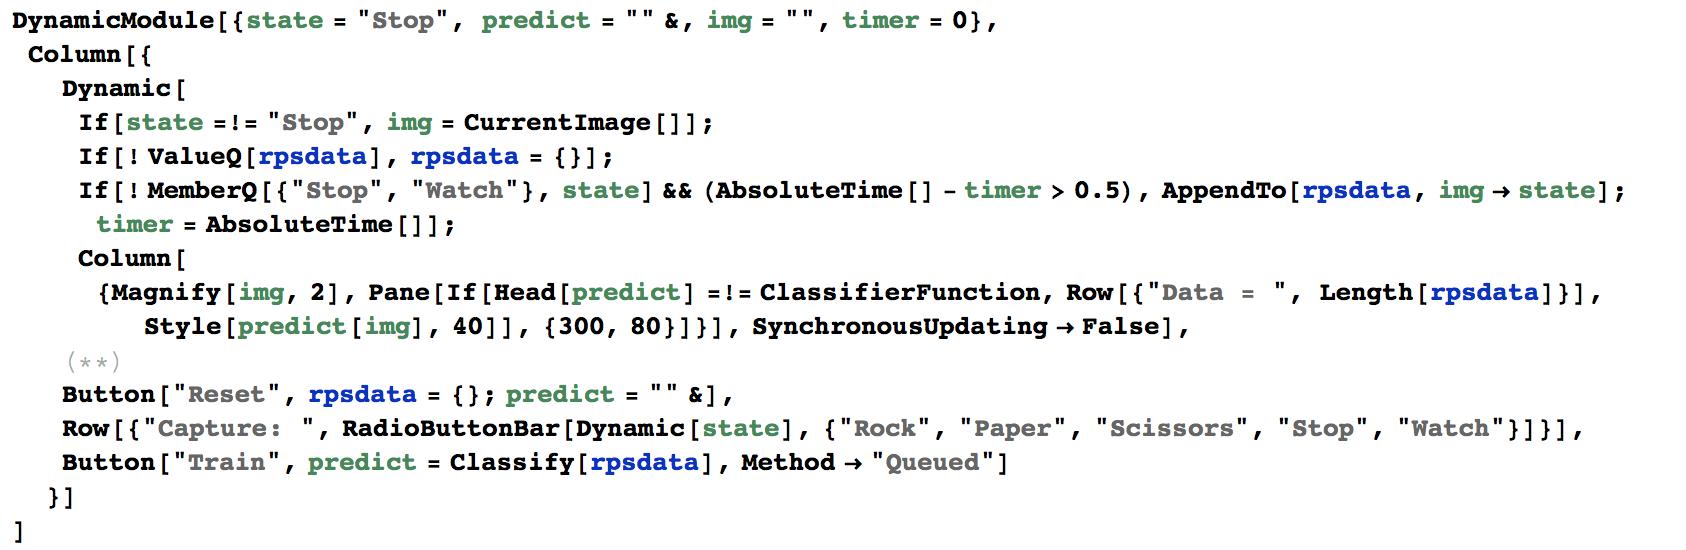 DynamicModule[{state = "Stop", predict = "" &, img = "", timer = 0},
Column[{
Dynamic[
If[state =!= "Stop", img = CurrentImage[]];
If[! ValueQ[rpsdata], rpsdata = {}];
If[! MemberQ[{"Stop", "Watch"}, state] && (AbsoluteTime[] - timer > 0.5), AppendTo[rpsdata, img → state];
timer = AbsoluteTime[]];
Column[
{Magnify[img, 2], Pane[If[Head[predict] =!= ClassifierFunction, Row[{"Data = ", Length[rpsdata]}],
Style[predict[img], 40]], {300, 80}]}], SynchronousUpdating → False],
(**)
Button["Reset", rpsdata = {}; predict = "" &],
Row[{"Capture: ", RadioButtonBar[Dynamic[state], {"Rock", "Paper", "Scissors", "Stop", "Watch"}]}],
Button["Train", predict = Classify[rpsdata], Method → "Queued"]
}]
]